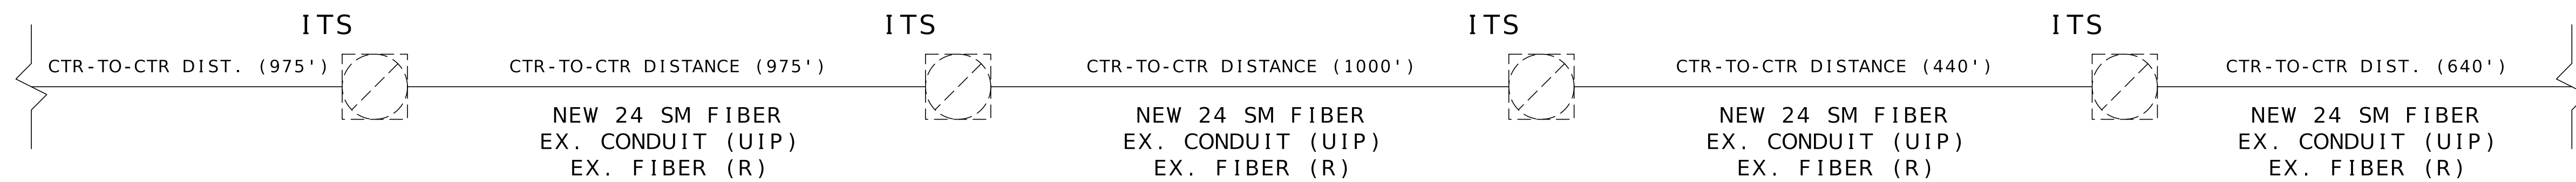 ITS
ITS
ITS
ITS
CTR-TO-CTR DIST. (975')
CTR-TO-CTR DISTANCE (975')
CTR-TO-CTR DISTANCE (1000')
CTR-TO-CTR DISTANCE (440')
CTR-TO-CTR DIST. (640')
NEW 24 SM FIBER
EX. CONDUIT (UIP)
EX. FIBER (R)
NEW 24 SM FIBER
EX. CONDUIT (UIP)
EX. FIBER (R)
NEW 24 SM FIBER
EX. CONDUIT (UIP)
EX. FIBER (R)
NEW 24 SM FIBER
EX. CONDUIT (UIP)
EX. FIBER (R)